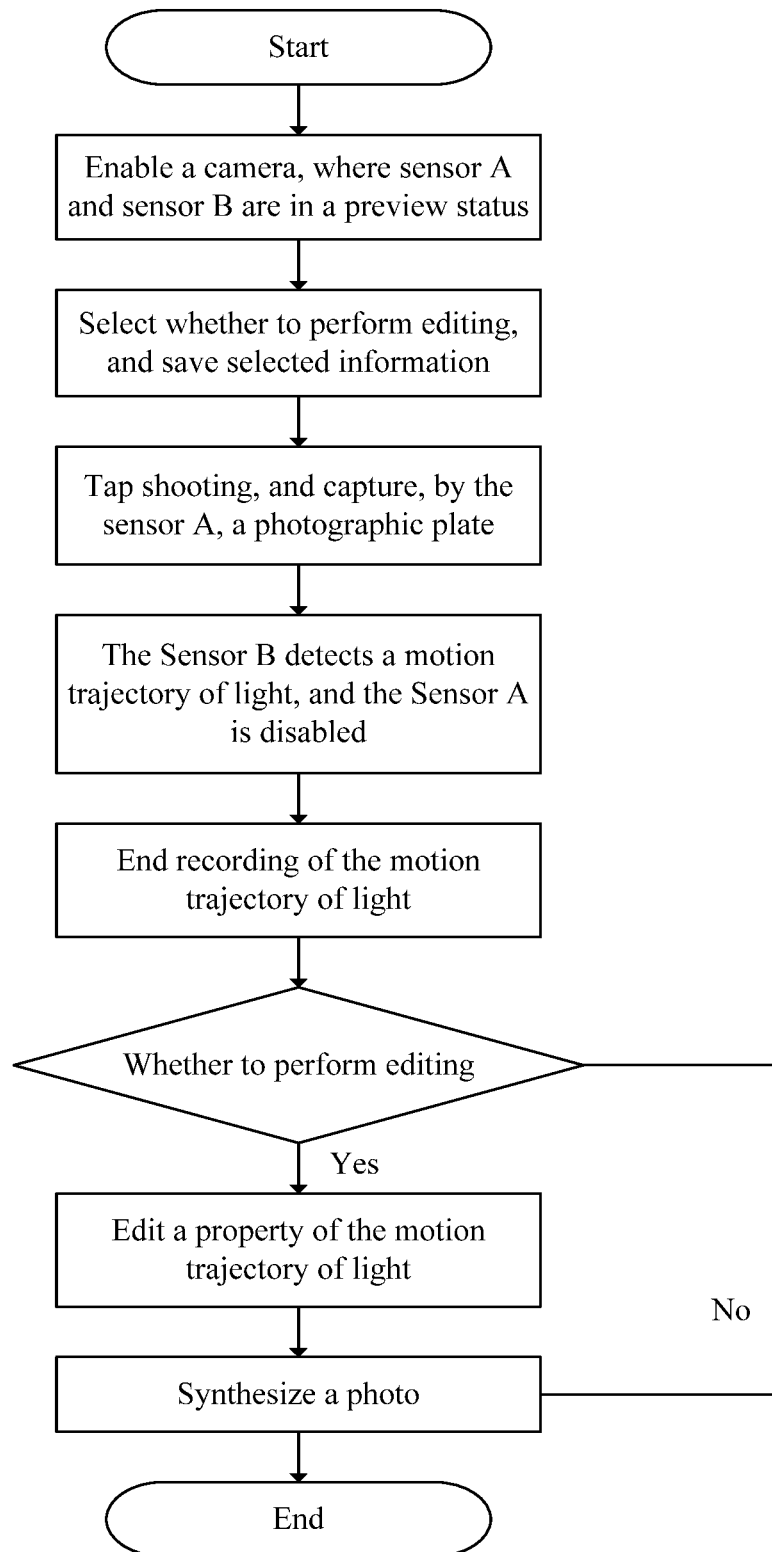 Start
Enable a camera, where sensor A
and sensor B are in a preview status
Select whether to perform editing,
and save selected information
Tap shooting, and capture, by the
sensor A, a photographic plate
The Sensor B detects a motion
trajectory of light, and the Sensor A
is disabled
End recording of the motion
trajectory of light
Whether to perform editing
Yes
Edit a property of the motion
trajectory of light
No
Synthesize a photo
End